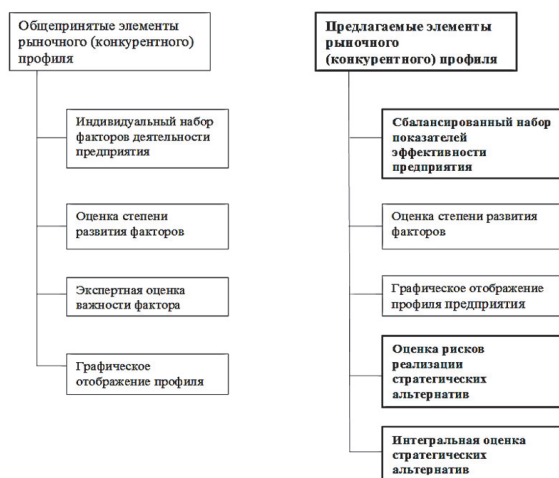 Общепринятые элементы
рыночного (конкурентного)
профиля
Индивидуальный набор
факторов деятельности
предприятия
Оценка степени
развития факторов
Экспертная оценка
важности фактора
Графическое
отображение профиля
Предлагаемые элементы
рыночного
(конкурентного) профиля
Сбалансированный набор
показателей
эффективности
предприятия
Оценка степени развития
факторов
Графическое отображение
профиля предприятия
Оценка рисков
реализации
стратегических
альтернатив
Интегральная оценка
стратегических
альтернатив